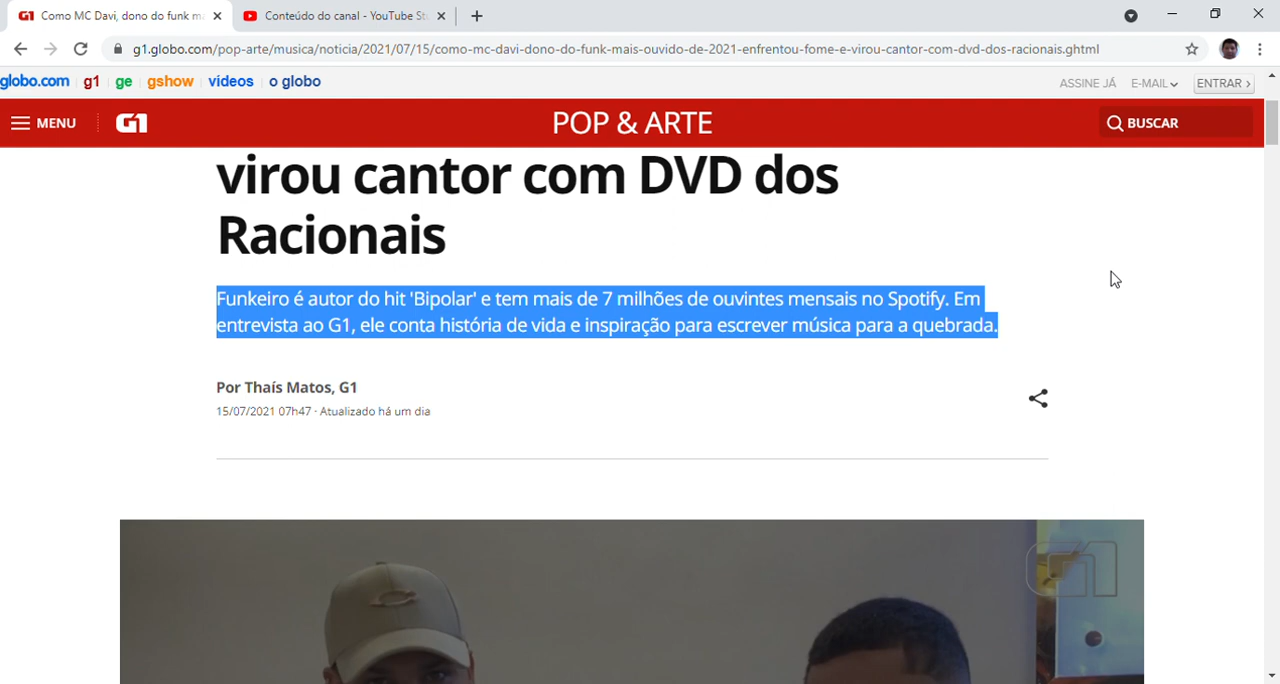 Como MC Davi, dono do funk ma
Conteúdo do canal - YouTube St
g1.globo.com/pop-arte/musica/noticia/2021/07/15/como-mc-davi-dono-do-funk-mais-ouvido-de-2021-enfrentou-fome-e-virou-cantor-com-dvd-dos-racionais.ghtml
globo.com g1 ge gshow videos o globo ASSINE JÁ E-MAIL ENTRAR
MENU G1 POP & ARTE BUSCAR
virou cantor com DVD dos
Racionais
Funkeiro é autor do hit 'Bipolar' e tem mais de 7 milhões de ouvintes mensais no Spotify. Em
entrevista ao G1, ele conta história de vida e inspiração para escrever música para a quebrada.
Por Thaís Matos, G1
15/07/2021 07h47 · Atualizado há um dia
G1